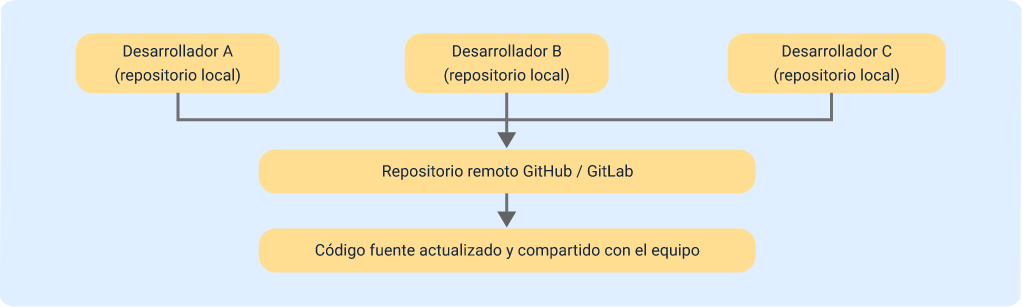 Desarrollador A
(repositorio local)
Desarrollador B
(repositorio local)
Desarrollador C
(repositorio local)
Repositorio remoto GitHub / GitLab
Código fuente actualizado y compartido con el equipo